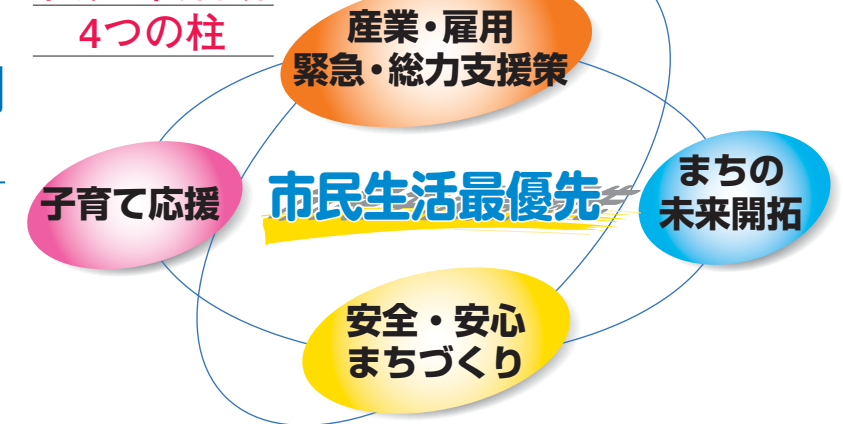 4つの柱
産業・雇用
緊急・総力支援策
子育て応援
市民生活最優先
まちの
未来開拓
安全・安心
まちづくり